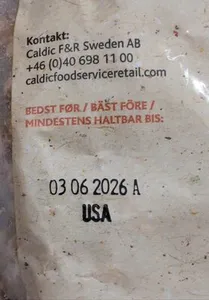 Kontakt:
Caldic F&R Sweden AB
+46 (0)40 698 11 00
caldicfoodserviceretail.com
BEDST FØR / BÄST FÖRE /
MINDESTENS HALTBAR BIS:
03 06 2026 A
USA